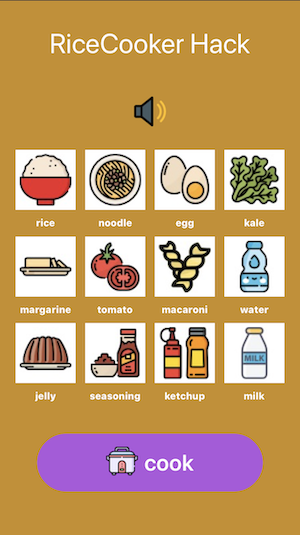 RiceCooker Hack
rice noodle egg kale
margarine tomato macaroni water
MILK
jelly seasoning ketchup milk
cook